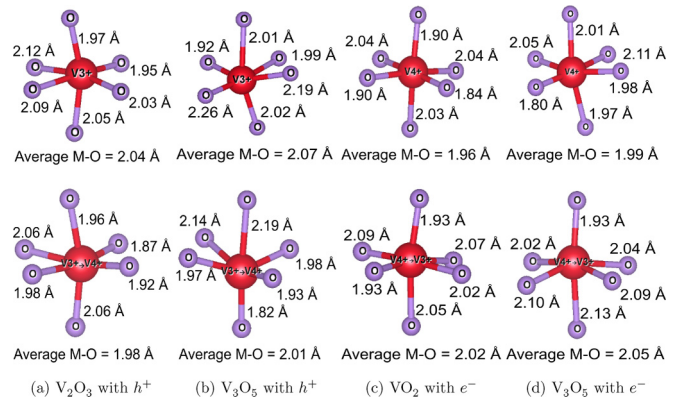 O
1.97 Å
2.12 Å
O
V3+
O
1.95 Å
O
O
2.09 Å
2.03 Å
2.05 Å
O
Average M-O = 2.04 Å
O
2.01 Å
1.92 Å
O
O
1.99 Å
V3+
O
2.19 Å
O
2.26 Å
2.02 Å
O
Average M-O = 2.07 Å
O
1.90 Å
2.04 Å
O
2.04 Å
V4+
O
O
O
1.84 Å
1.90 Å
2.03 Å
O
Average M-O = 1.96 Å
O
2.01 Å
2.05 Å
O
O
2.11 Å
V4+
O
1.98 Å
O
1.80 Å
1.97 Å
O
Average M-O = 1.99 Å
O
1.96 Å
2.06 Å
O
O
1.87 Å
V3+→V4+
O
O
1.92 Å
1.98 Å
2.06 Å
O
Average M-O = 1.98 Å
O
2.19 Å
2.14 Å
O
O
1.98 Å
O
V3+→V4+
1.97 Å
O
1.93 Å
1.82 Å
O
Average M-O = 2.01 Å
O
1.93 Å
2.09 Å
O
2.07 Å
V4+→V3+
O
O
O
1.93 Å
2.02 Å
2.05 Å
O
Average M-O = 2.02 Å
O
1.93 Å
2.02 Å
O
2.04 Å
V4+→V3+
O
O
O
2.10 Å
2.09 Å
2.13 Å
O
Average M-O = 2.05 Å
(a) V₂O₃ with h⁺
(b) V₃O₅ with h⁺
(c) VO₂ with e⁻
(d) V₃O₅ with e⁻